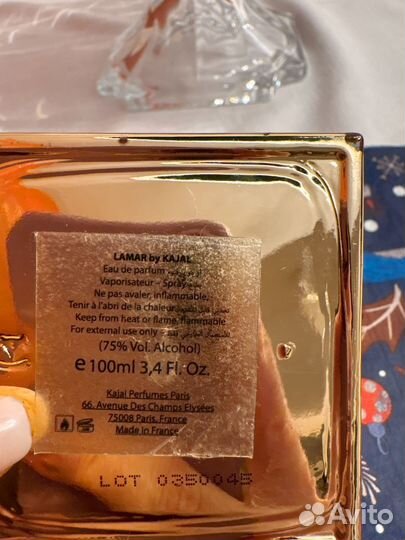 LAMAR by KAJAL
Eau de parfum
Vaporisateur – Spray
Ne pas avaler, inflammable,
Tenir à l'abri de la chaleur
Keep from heat or flame, flammable
For external use only
(75% Vol. Alcohol)
e 100ml 3,4 Fl. Oz.
Kajal Perfumes Paris
66, Avenue Des Champs Elysées
75008 Paris, France
Made in France
LOT 0350045
Avito